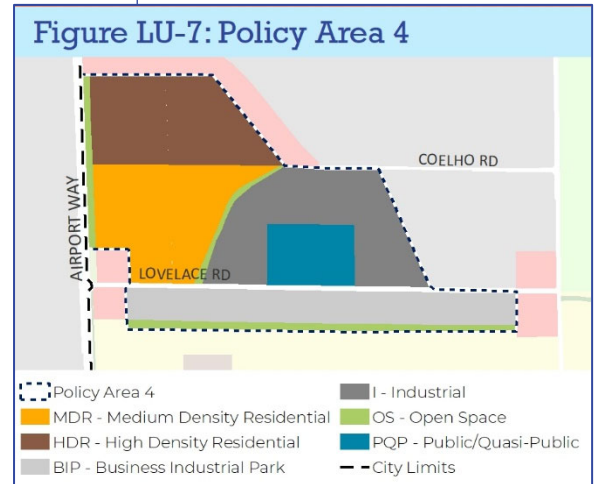 Figure LU-7: Policy Area 4
COELHO RD
AIRPORT WAY
LOVELACE RD
Policy Area 4
I - Industrial
MDR - Medium Density Residential
OS - Open Space
HDR - High Density Residential
PQP - Public/Quasi-Public
BIP - Business Industrial Park
City Limits